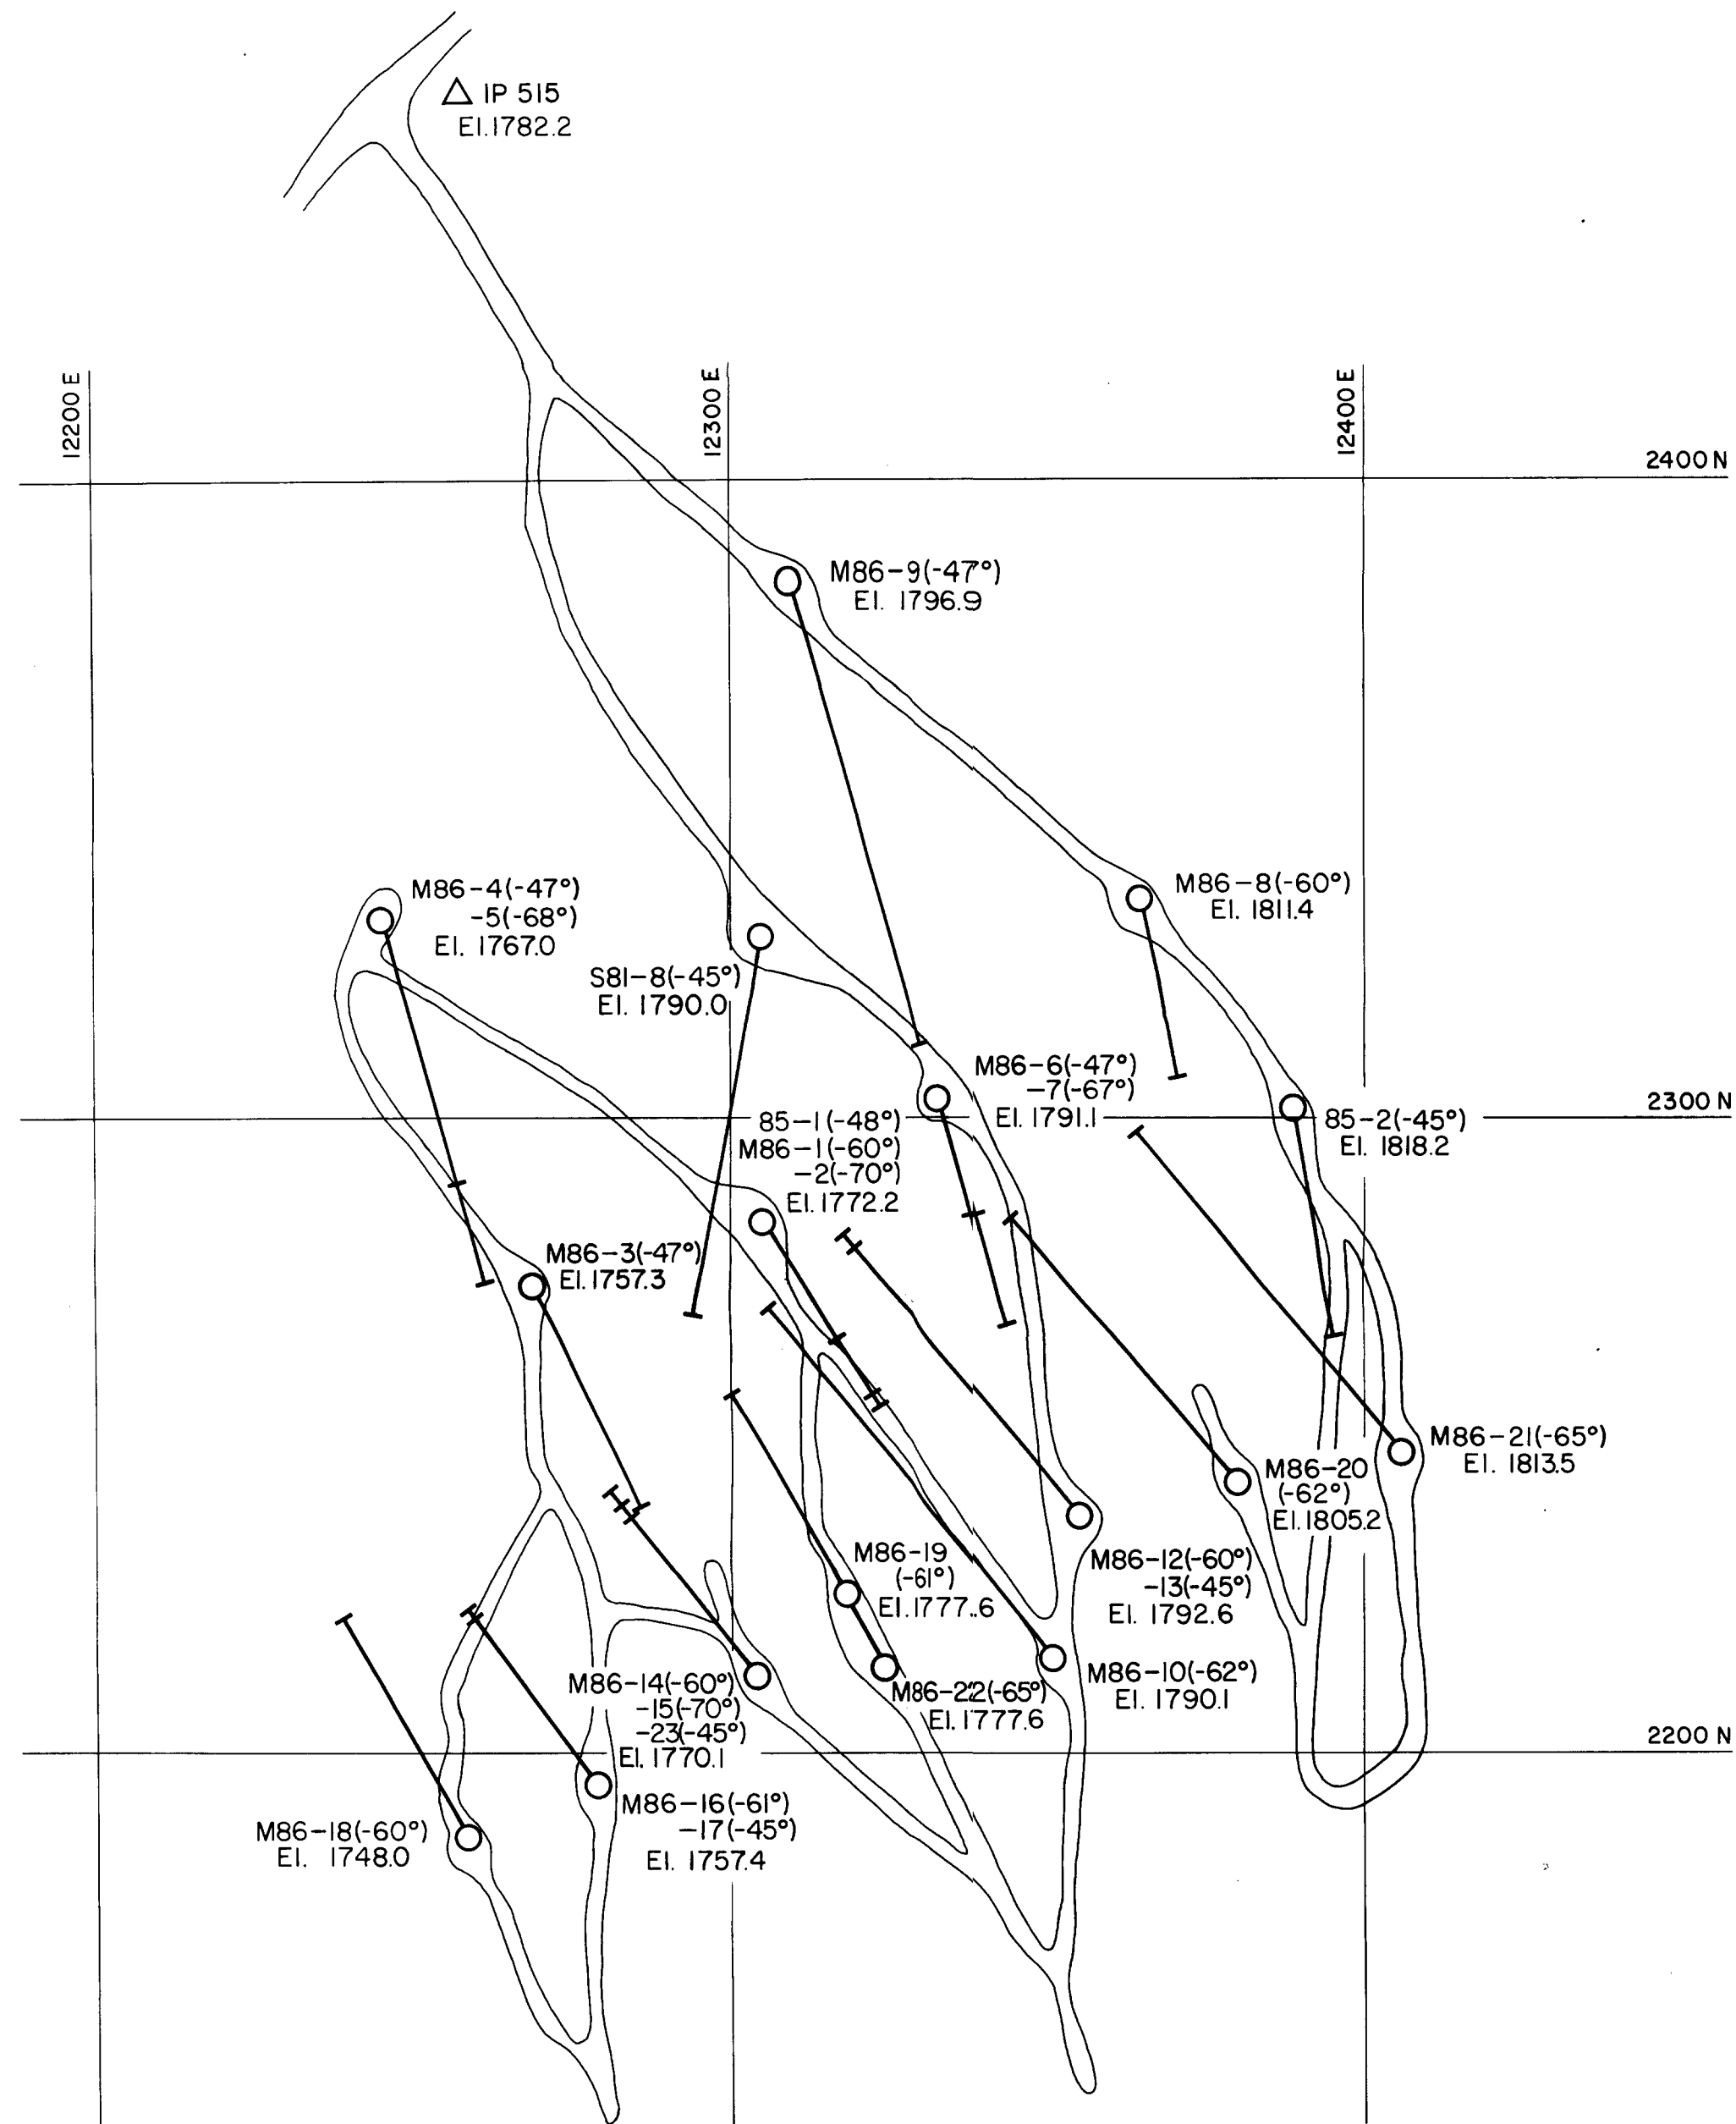 IP 515
El.1782.2
12200 E
12300 E
12400 E
2400 N
M86-9(-47°)
El. 1796.9
M86-4(-47°)
-5(-68°)
El. 1767.0
M86-8(-60°)
El. 1811.4
S81-8(-45°)
El. 1790.0
M86-6(-47°)
-7(-67°)
El. 1791.1
2300 N
85-1(-48°)
M86-1(-60°)
-2(-70°)
El. 1772.2
85-2(-45°)
El. 1818.2
M86-3(-47°)
El. 1757.3
M86-21(-65°)
El. 1813.5
M86-20
(-62°)
El. 1805.2
M86-19
(-61°)
El. 1777.6
M86-12(-60°)
-13(-45°)
El. 1792.6
M86-14(-60°)
-15(-70°)
-23(-45°)
El. 1770.1
M86-22(-65°)
El. 1777.6
M86-10(-62°)
El. 1790.1
2200 N
M86-16(-61°)
-17(-45°)
El. 1757.4
M86-18(-60°)
El. 1748.0